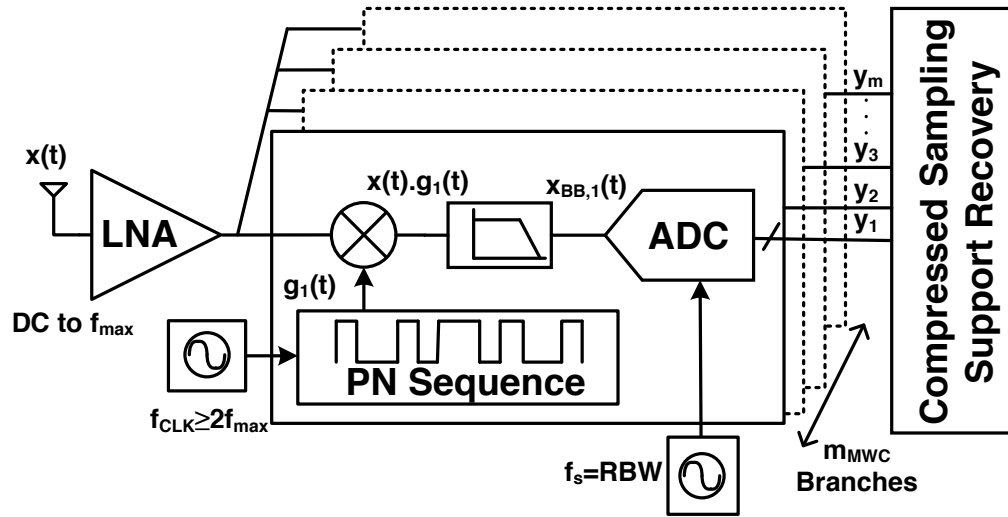 x(t)
LNA
DC to fmax
x(t).g1(t)
xBB,1(t)
ADC
g1(t)
PN Sequence
fCLK≥2fmax
fs=RBW
mMWC
Branches
ym
y3
y2
y1
Compressed Sampling
Support Recovery